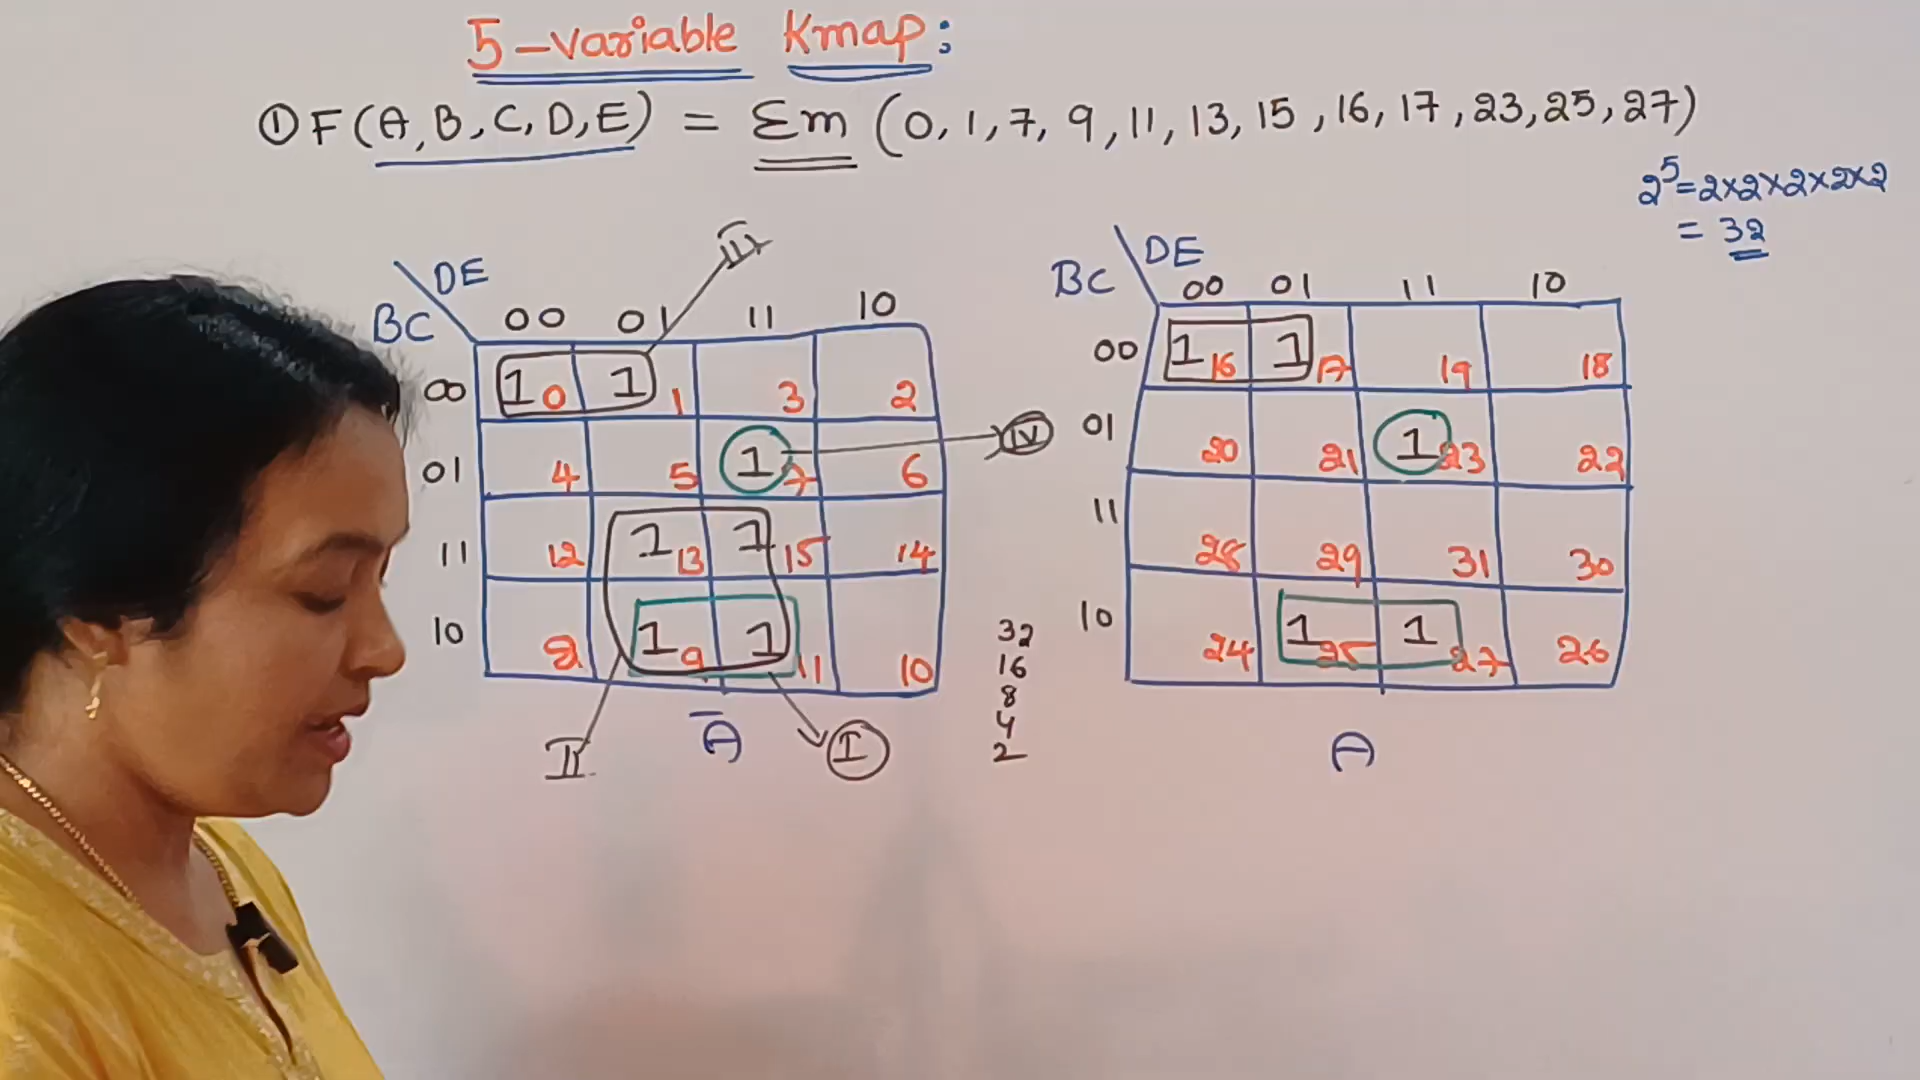 5-variable Kmap:
① F(A,B,C,D,E) = Σm (0,1,7,9,11,13,15,16,17,23,25,27)
2⁵=2×2×2×2×2
= 32
III
DE
BC
00 01 11 10
00 1 0 1 1 3 2
01 4 5 1 7 6
11 12 1 13 1 15 14
10 8 1 9 1 11 10
Ā
II
I
IV
32
16
8
4
2
DE
BC
00 01 11 10
00 1 16 1 17 19 18
01 20 21 1 23 22
11 28 29 31 30
10 24 1 25 1 27 26
A